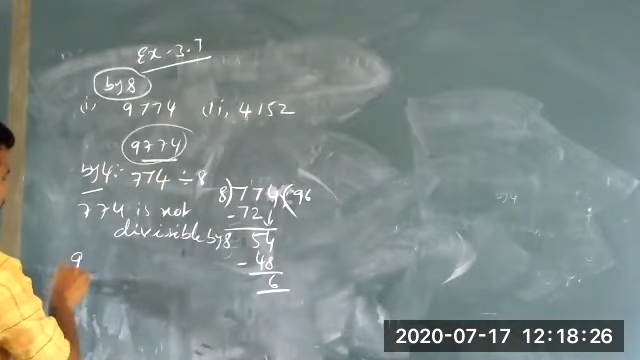 Ex-3.7
by 8
(i, 9774 (ii, 4152
9774
by 4:- 774 ÷ 8
8)774(96
774 is not
-72
divisible by 8
54
-48
6
9
2020-07-17 12:18:26